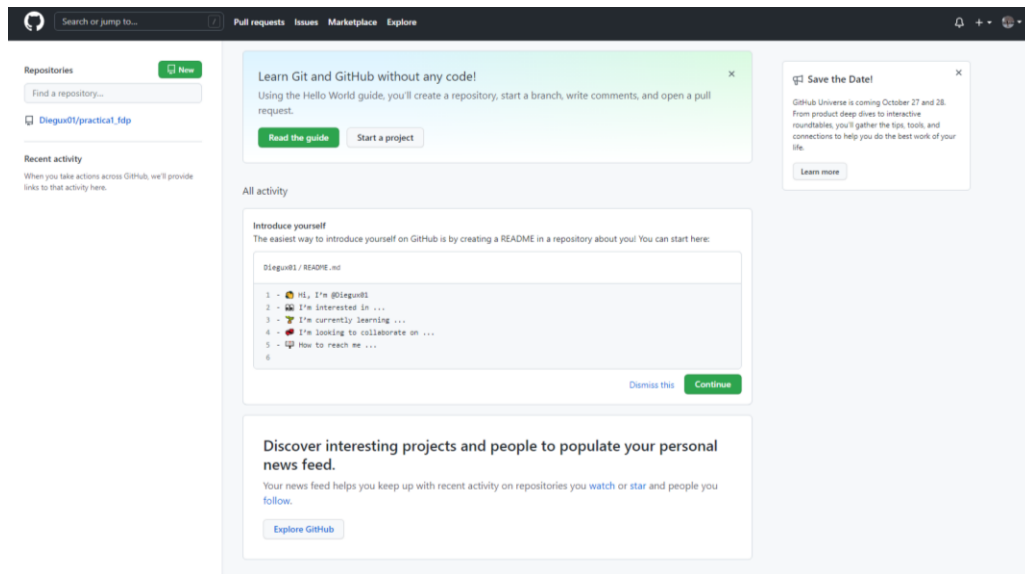 Search or jump to...
/
Pull requests Issues Marketplace Explore
Repositories
New
Find a repository...
Diegux01/practica1_fdp
Recent activity
When you take actions across GitHub, we'll provide
links to that activity here.
Learn Git and GitHub without any code!
Using the Hello World guide, you'll create a repository, start a branch, write comments, and open a pull
request.
Read the guide
Start a project
All activity
Introduce yourself
The easiest way to introduce yourself on GitHub is by creating a README in a repository about you! You can start here:
Diegux01 / README.md
1 - 👋 Hi, I'm @Diegux01
2 - 👀 I'm interested in ...
3 - 🌱 I'm currently learning ...
4 - 💞️ I'm looking to collaborate on ...
5 - 📫 How to reach me ...
6
Dismiss this
Continue
Discover interesting projects and people to populate your personal
news feed.
Your news feed helps you keep up with recent activity on repositories you watch or star and people you
follow.
Explore GitHub
Save the Date!
GitHub Universe is coming October 27 and 28.
From product deep dives to interactive
roundtables, you'll gather the tips, tools, and
connections to help you do the best work of your
life.
Learn more